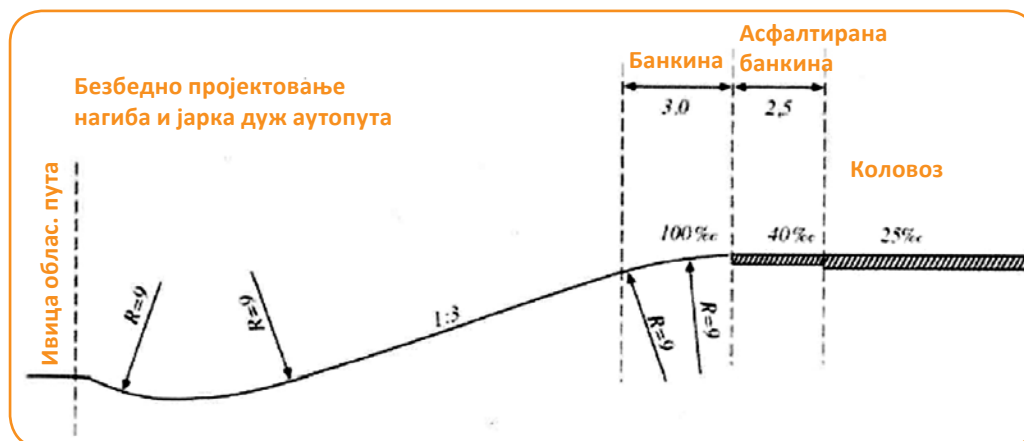 Асфалтирана
банкина
Банкина
Безбедно пројектовање
нагиба и јарка дуж аутопута
3,0
2,5
Коловоз
Ивица облас. пута
100‰
40‰
25‰
R=9
R=9
1:3
R=9
R=9